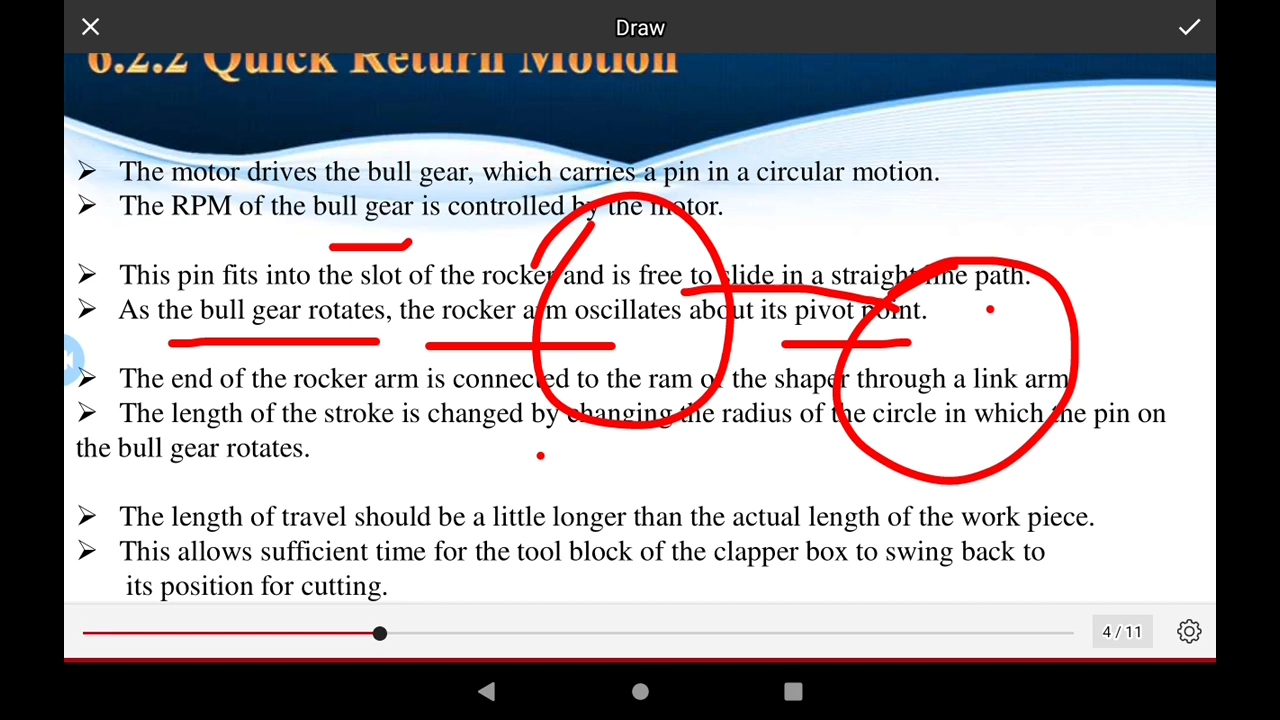 Draw
6.2.2 Quick Return Motion
➢ The motor drives the bull gear, which carries a pin in a circular motion.
➢ The RPM of the bull gear is controlled by the motor.
➢ This pin fits into the slot of the rocker and is free to slide in a straight line path.
➢ As the bull gear rotates, the rocker arm oscillates about its pivot point.
➢ The end of the rocker arm is connected to the ram of the shaper through a link arm
➢ The length of the stroke is changed by changing the radius of the circle in which the pin on
the bull gear rotates.
➢ The length of travel should be a little longer than the actual length of the work piece.
➢ This allows sufficient time for the tool block of the clapper box to swing back to
its position for cutting.
4 / 11